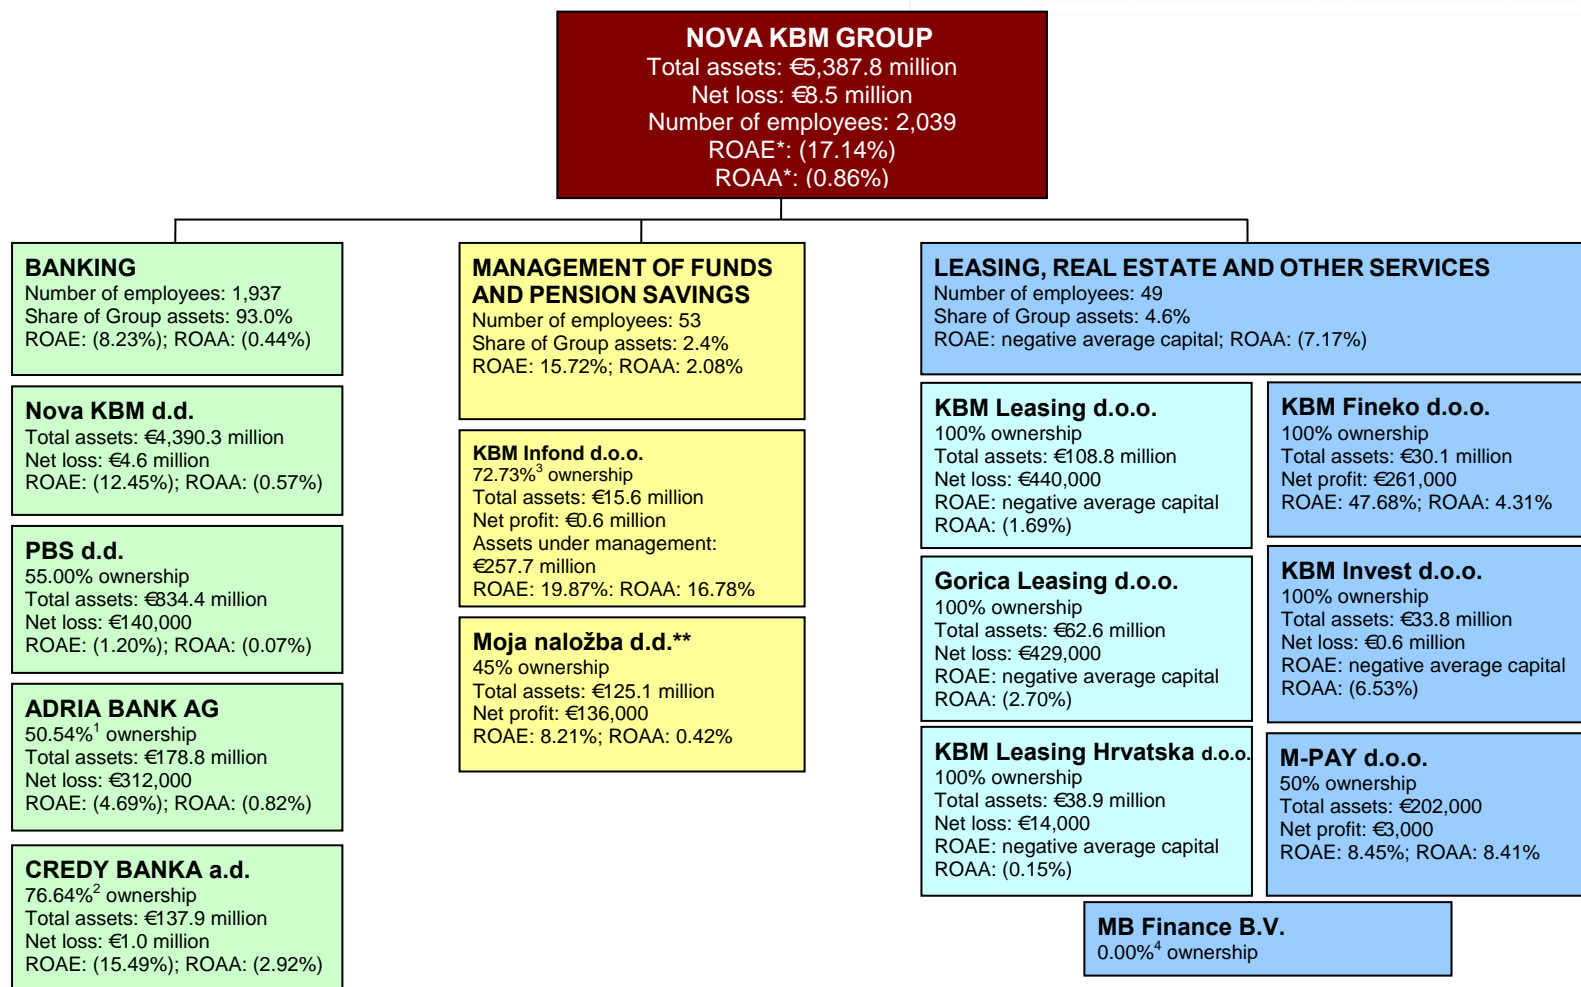 NOVA KBM GROUP
Total assets: €5,387.8 million
Net loss: €8.5 million
Number of employees: 2,039
ROAE*: (17.14%)
ROAA*: (0.86%)
BANKING
Number of employees: 1,937
Share of Group assets: 93.0%
ROAE: (8.23%); ROAA: (0.44%)
Nova KBM d.d.
Total assets: €4,390.3 million
Net loss: €4.6 million
ROAE: (12.45%); ROAA: (0.57%)
PBS d.d.
55.00% ownership
Total assets: €834.4 million
Net loss: €140,000
ROAE: (1.20%); ROAA: (0.07%)
ADRIA BANK AG
50.54%¹ ownership
Total assets: €178.8 million
Net loss: €312,000
ROAE: (4.69%); ROAA: (0.82%)
CREDY BANKA a.d.
76.64%² ownership
Total assets: €137.9 million
Net loss: €1.0 million
ROAE: (15.49%); ROAA: (2.92%)
MANAGEMENT OF FUNDS
AND PENSION SAVINGS
Number of employees: 53
Share of Group assets: 2.4%
ROAE: 15.72%; ROAA: 2.08%
KBM Infond d.o.o.
72.73%³ ownership
Total assets: €15.6 million
Net profit: €0.6 million
Assets under management:
€257.7 million
ROAE: 19.87%: ROAA: 16.78%
Moja naložba d.d.**
45% ownership
Total assets: €125.1 million
Net profit: €136,000
ROAE: 8.21%; ROAA: 0.42%
LEASING, REAL ESTATE AND OTHER SERVICES
Number of employees: 49
Share of Group assets: 4.6%
ROAE: negative average capital; ROAA: (7.17%)
KBM Leasing d.o.o.
100% ownership
Total assets: €108.8 million
Net loss: €440,000
ROAE: negative average capital
ROAA: (1.69%)
Gorica Leasing d.o.o.
100% ownership
Total assets: €62.6 million
Net loss: €429,000
ROAE: negative average capital
ROAA: (2.70%)
KBM Leasing Hrvatska d.o.o.
100% ownership
Total assets: €38.9 million
Net loss: €14,000
ROAE: negative average capital
ROAA: (0.15%)
KBM Fineko d.o.o.
100% ownership
Total assets: €30.1 million
Net profit: €261,000
ROAE: 47.68%; ROAA: 4.31%
KBM Invest d.o.o.
100% ownership
Total assets: €33.8 million
Net loss: €0.6 million
ROAE: negative average capital
ROAA: (6.53%)
M-PAY d.o.o.
50% ownership
Total assets: €202,000
Net profit: €3,000
ROAE: 8.45%; ROAA: 8.41%
MB Finance B.V.
0.00%⁴ ownership